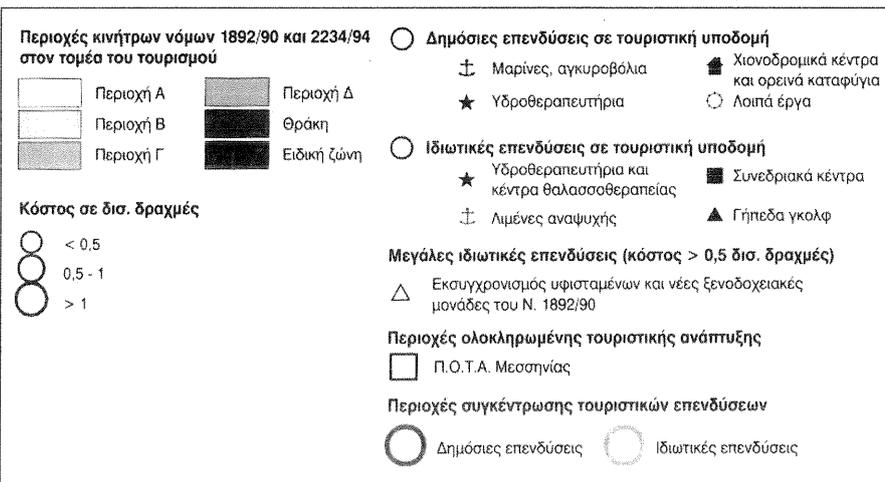 Περιοχές κινήτρων νόμων 1892/90 και 2234/94
στον τομέα του τουρισμού
Περιοχή Α
Περιοχή Δ
Περιοχή Β
Θράκη
Περιοχή Γ
Ειδική ζώνη
Κόστος σε δισ. δραχμές
< 0,5
0,5 - 1
> 1
Δημόσιες επενδύσεις σε τουριστική υποδομή
Μαρίνες, αγκυροβόλια
Χιονοδρομικά κέντρα
και ορεινά καταφύγια
Υδροθεραπευτήρια
Λοιπά έργα
Ιδιωτικές επενδύσεις σε τουριστική υποδομή
Υδροθεραπευτήρια και
κέντρα θαλασσοθεραπείας
Συνεδριακά κέντρα
Λιμένες αναψυχής
Γήπεδα γκολφ
Μεγάλες ιδιωτικές επενδύσεις (κόστος > 0,5 δισ. δραχμές)
Εκσυγχρονισμός υφισταμένων και νέες ξενοδοχειακές
μονάδες του Ν. 1892/90
Περιοχές ολοκληρωμένης τουριστικής ανάπτυξης
Π.Ο.Τ.Α. Μεσσηνίας
Περιοχές συγκέντρωσης τουριστικών επενδύσεων
Δημόσιες επενδύσεις
Ιδιωτικές επενδύσεις